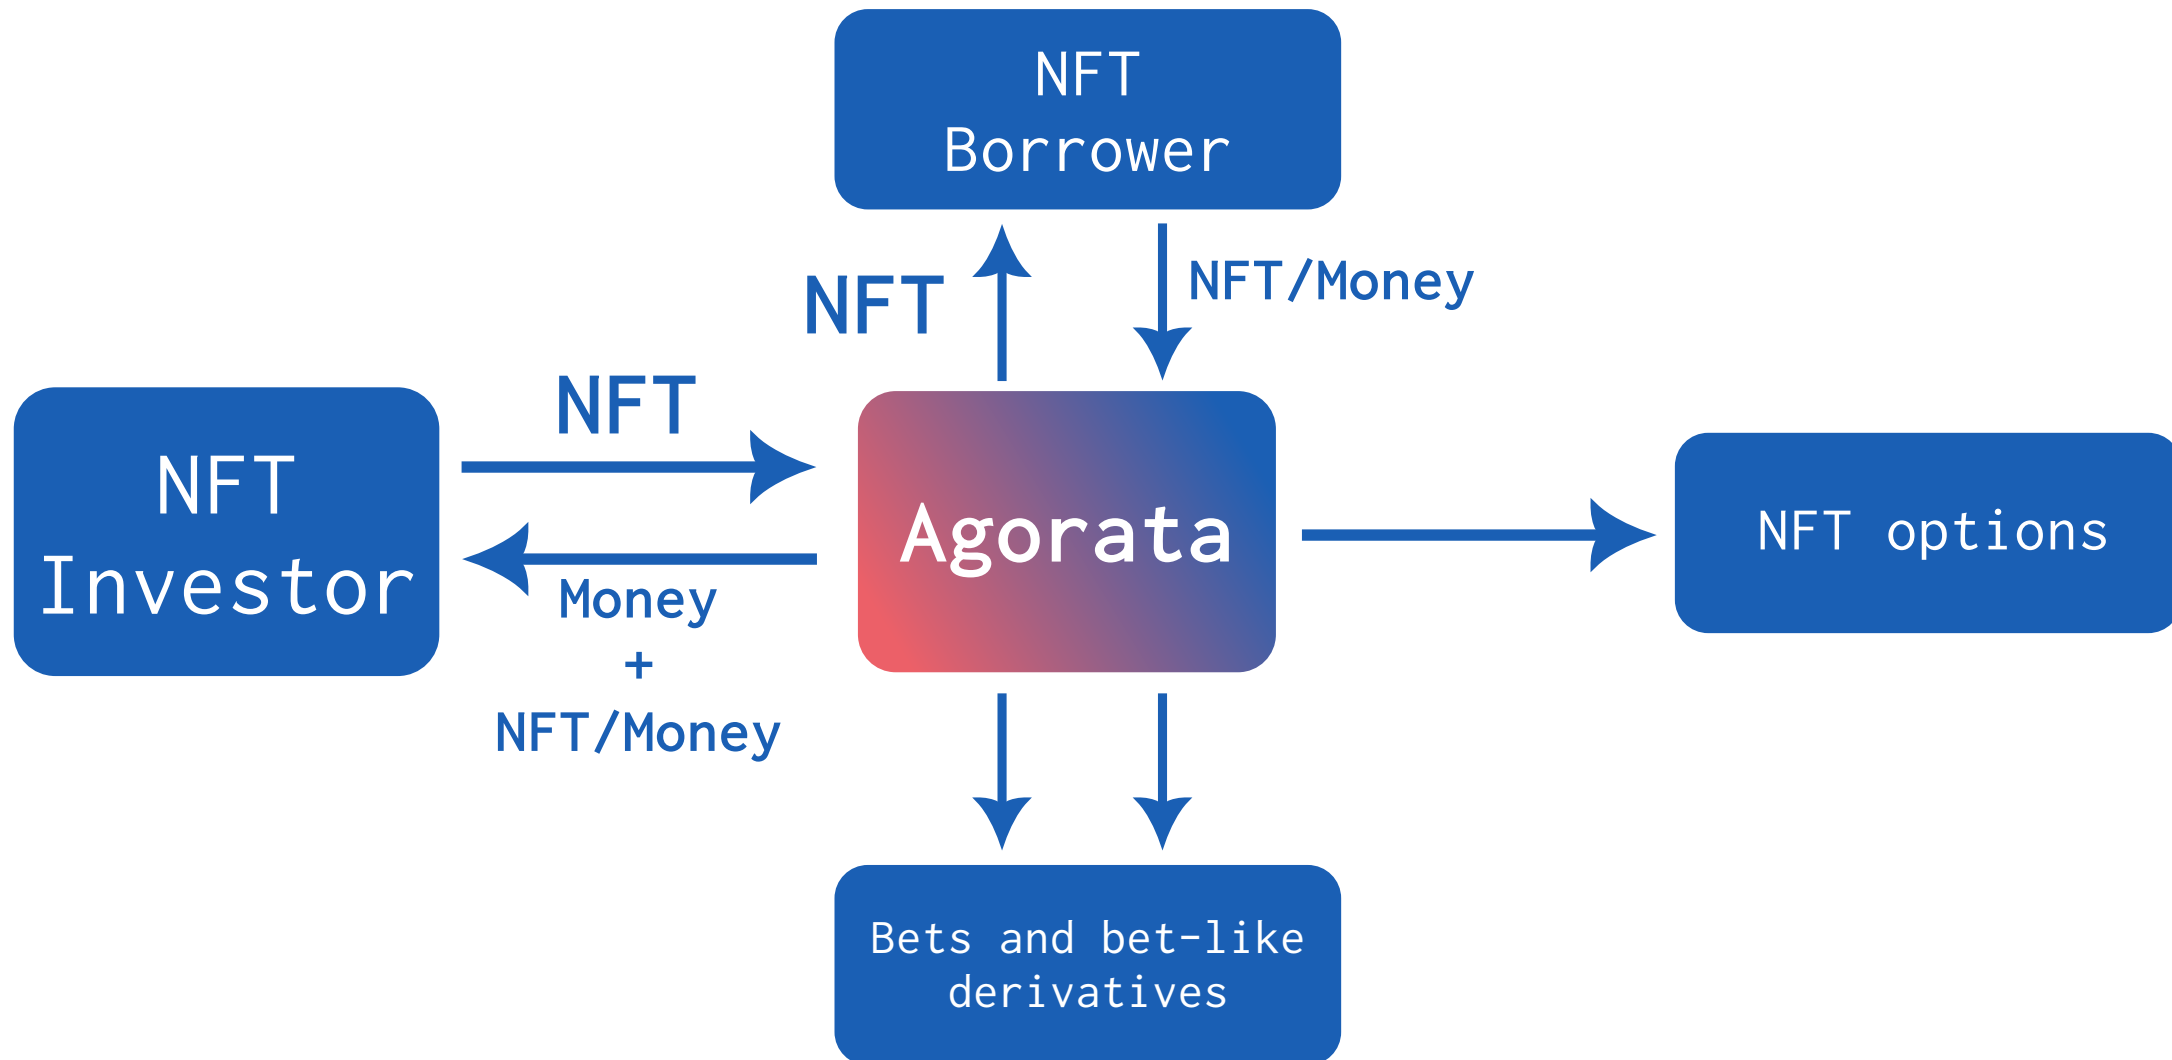 NFT
Borrower
NFT
NFT/Money
NFT
NFT
Investor
Agorata
NFT options
Money
+
NFT/Money
Bets and bet-like
derivatives